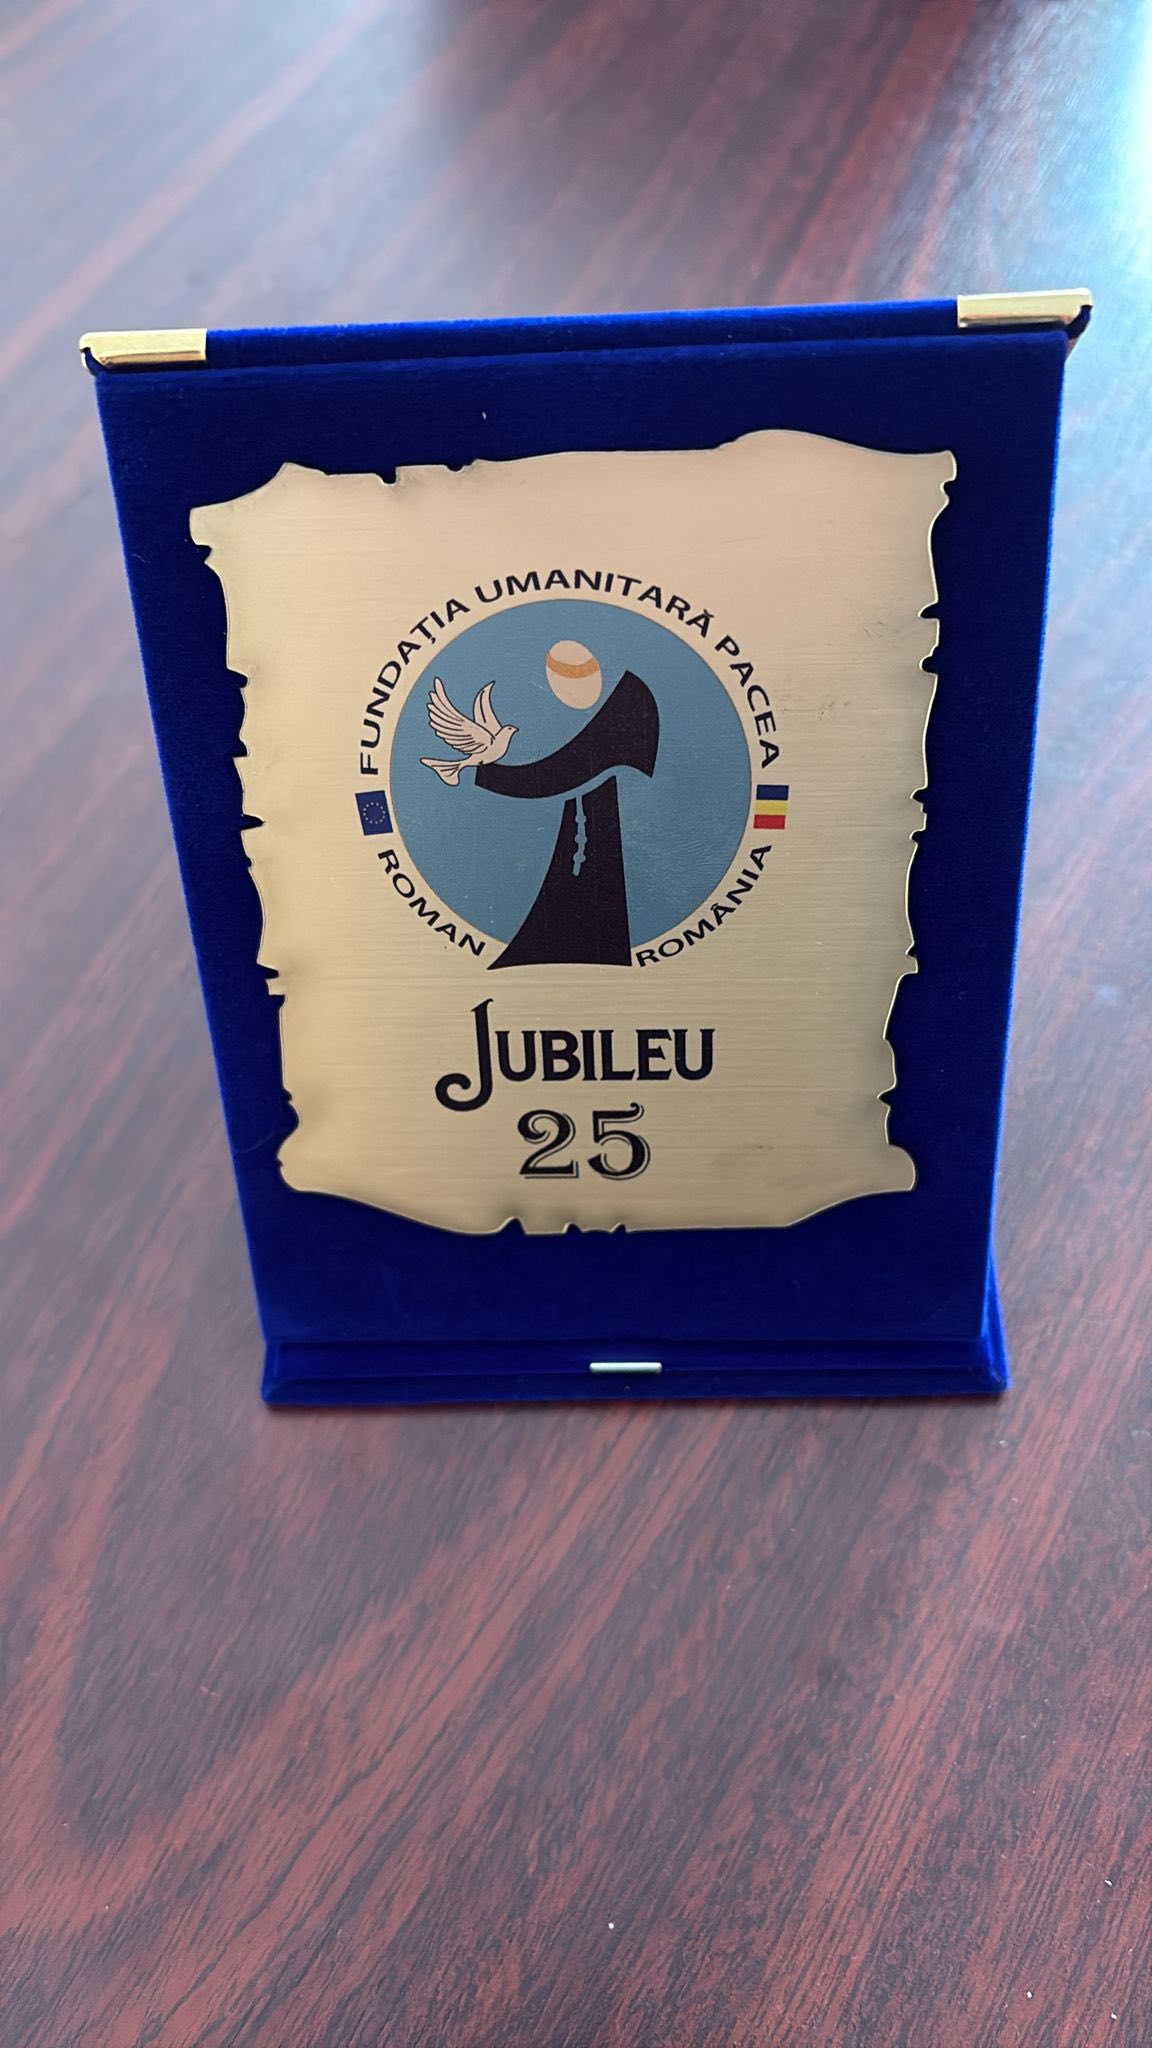 FUNDAȚIA UMANITARĂ PACEA
ROMAN
ROMÂNIA
JUBILEU
25